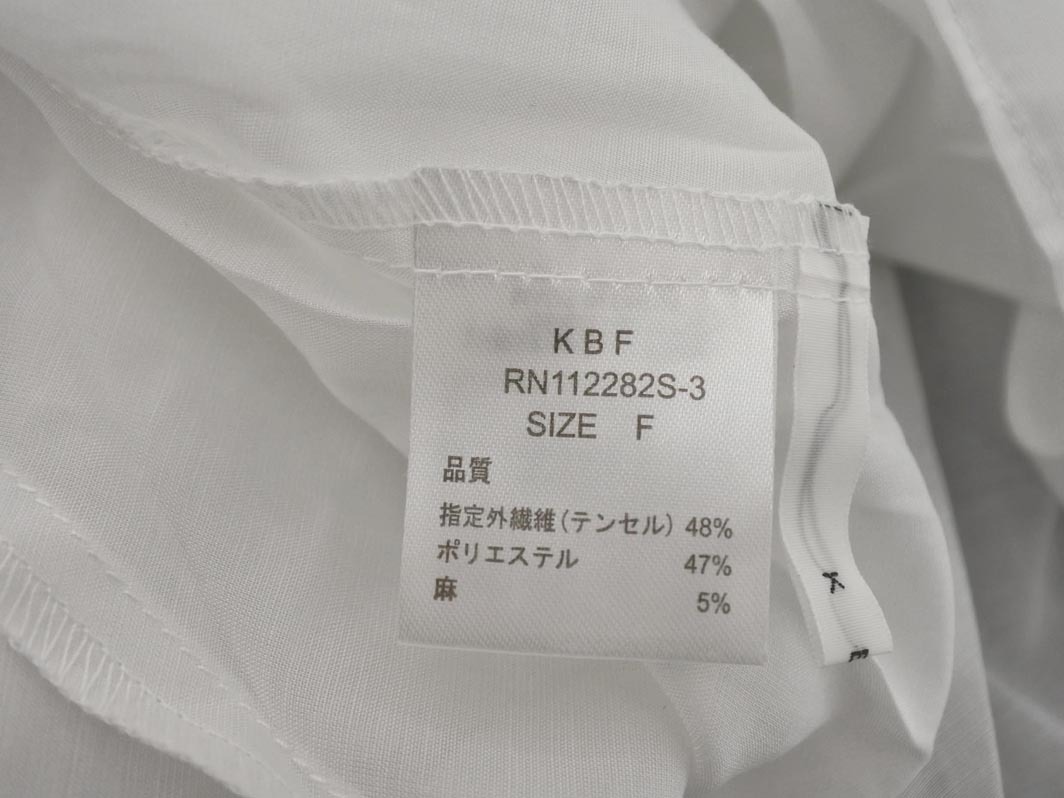 KBF
RN112282S-3
SIZE F
品質
指定外繊維(テンセル) 48%
ポリエステル 47%
麻 5%